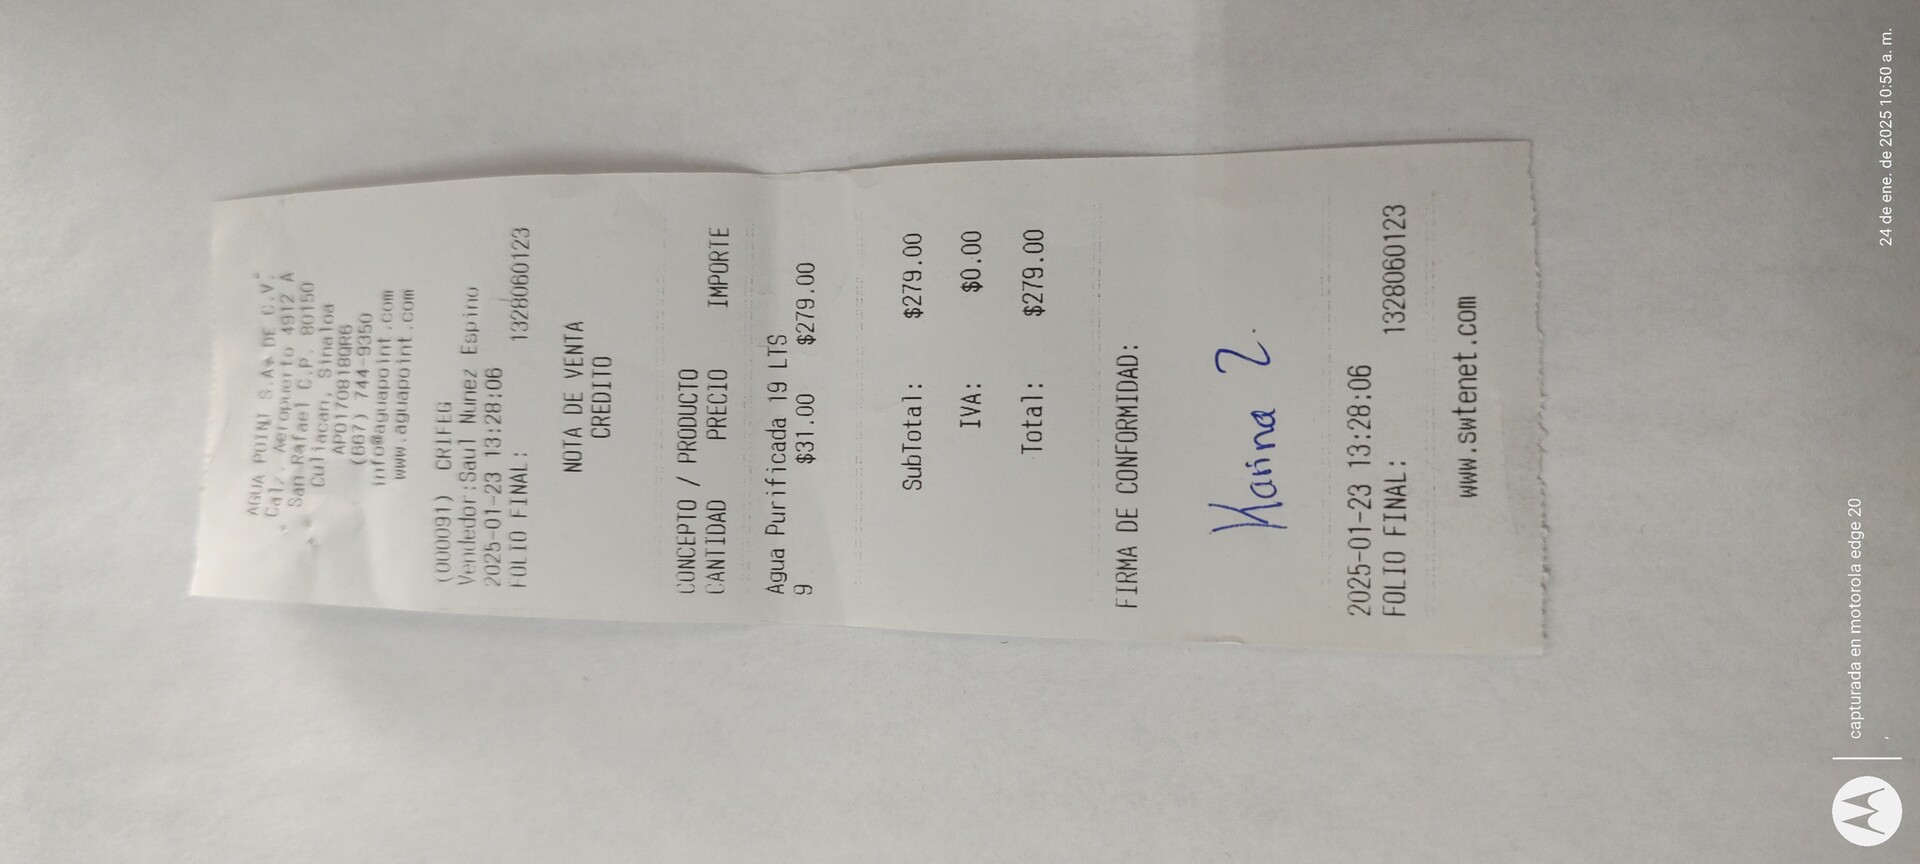 AGUA POINT S.A. DE C.V.
Calz. Aeropuerto 4912 A
San Rafael C.P. 80150
Culiacan, Sinaloa
APO170818QR6
(667) 744-9350
info@aguapoint.com
www.aguapoint.com
(000091) CRIFEG
Vendedor:Saul Nunez Espino
2025-01-23 13:28:06
FOLIO FINAL: 1328060123
NOTA DE VENTA
CREDITO
CONCEPTO / PRODUCTO
CANTIDAD PRECIO IMPORTE
Agua Purificada 19 LTS
9 $31.00 $279.00
SubTotal: $279.00
IVA: $0.00
Total: $279.00
FIRMA DE CONFORMIDAD:
Karina Z.
2025-01-23 13:28:06
FOLIO FINAL: 1328060123
www.swtenet.com
capturada en motorola edge 20
,
24 de ene. de 2025 10:50 a. m.